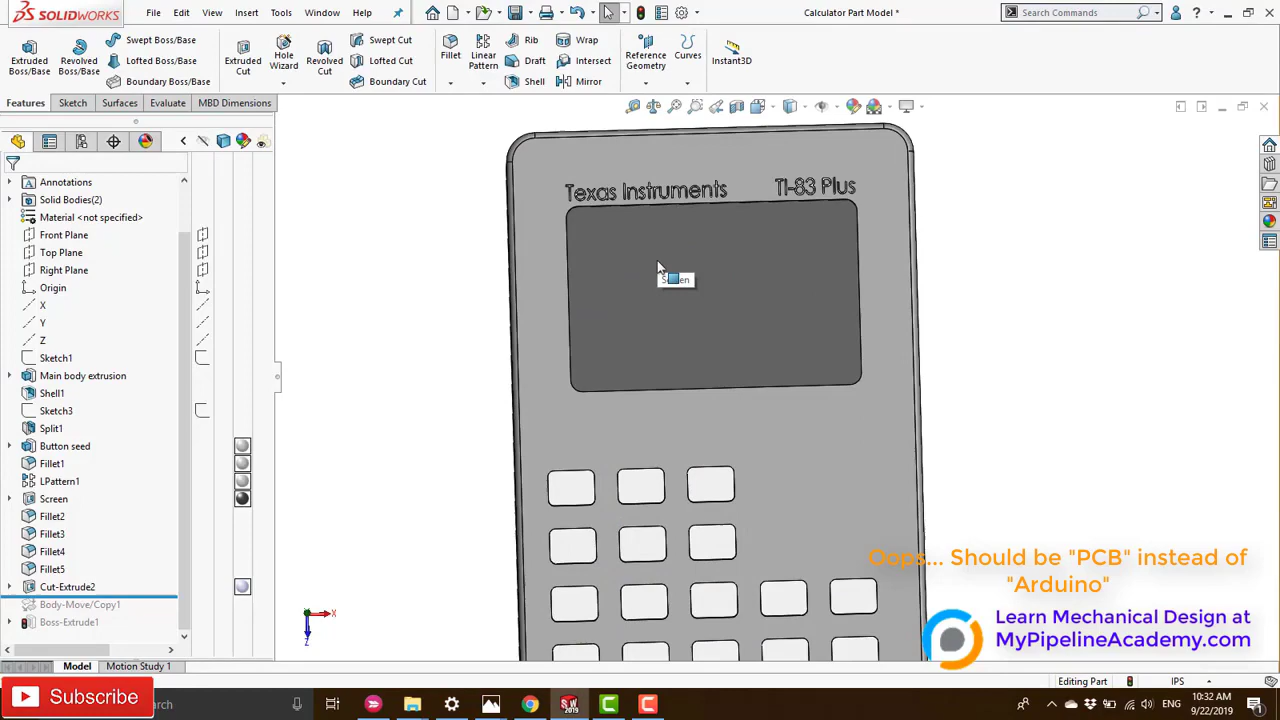 SOLIDWORKS
File Edit View Insert Tools Window Help
Calculator Part Model *
Search Commands
?
Extruded Boss/Base
Revolved Boss/Base
Swept Boss/Base
Lofted Boss/Base
Boundary Boss/Base
Extruded Cut
Hole Wizard
Revolved Cut
Swept Cut
Lofted Cut
Boundary Cut
Fillet
Linear Pattern
Rib
Draft
Shell
Wrap
Intersect
Mirror
Reference Geometry
Curves
Instant3D
Features Sketch Surfaces Evaluate MBD Dimensions
Annotations
Solid Bodies(2)
Material <not specified>
Front Plane
Top Plane
Right Plane
Origin
X
Y
Z
Sketch1
Main body extrusion
Shell1
Sketch3
Split1
Button seed
Fillet1
LPattern1
Screen
Fillet2
Fillet3
Fillet4
Fillet5
Cut-Extrude2
Body-Move/Copy1
Boss-Extrude1
Texas Instruments TI-83 Plus
Oops... Should be "PCB" instead of
"Arduino"
Learn Mechanical Design at
MyPipelineAcademy.com
X
Z
Model Motion Study 1
Editing Part IPS
Subscribe
SW
2019
ENG
10:32 AM
9/22/2019